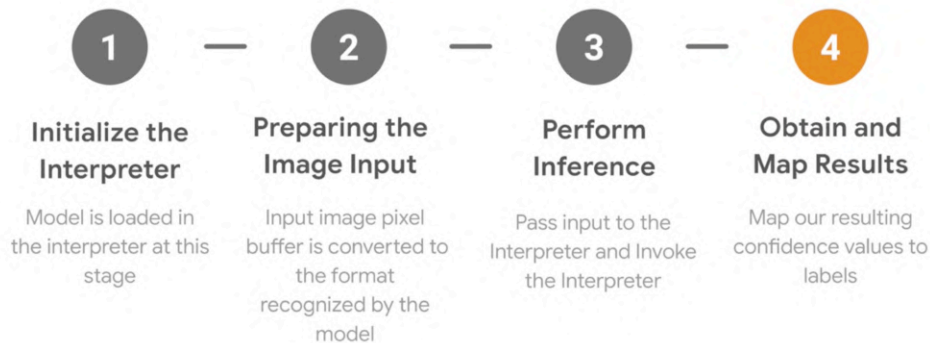 1
2
3
4
Initialize the
Interpreter
Model is loaded in
the interpreter at this
stage
Preparing the
Image Input
Input image pixel
buffer is converted to
the format
recognized by the
model
Perform
Inference
Pass input to the
Interpreter and Invoke
the Interpreter
Obtain and
Map Results
Map our resulting
confidence values to
labels